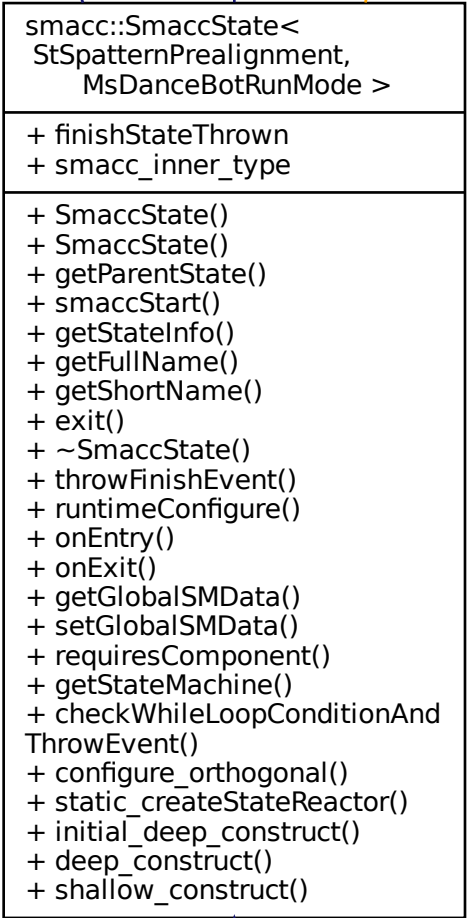 smacc::SmaccState<
StSpatternPrealignment,
MsDanceBotRunMode >
+ finishStateThrown
+ smacc_inner_type
+ SmaccState()
+ SmaccState()
+ getParentState()
+ smaccStart()
+ getStateInfo()
+ getFullName()
+ getShortName()
+ exit()
+ ~SmaccState()
+ throwFinishEvent()
+ runtimeConfigure()
+ onEntry()
+ onExit()
+ getGlobalSMData()
+ setGlobalSMData()
+ requiresComponent()
+ getStateMachine()
+ checkWhileLoopConditionAnd
ThrowEvent()
+ configure_orthogonal()
+ static_createStateReactor()
+ initial_deep_construct()
+ deep_construct()
+ shallow_construct()